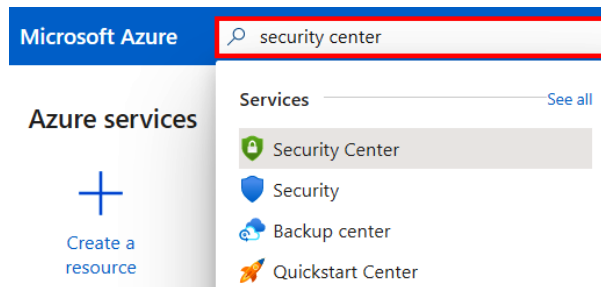 Microsoft Azure
security center
Azure services
Create a
resource
Services
See all
Security Center
Security
Backup center
Quickstart Center